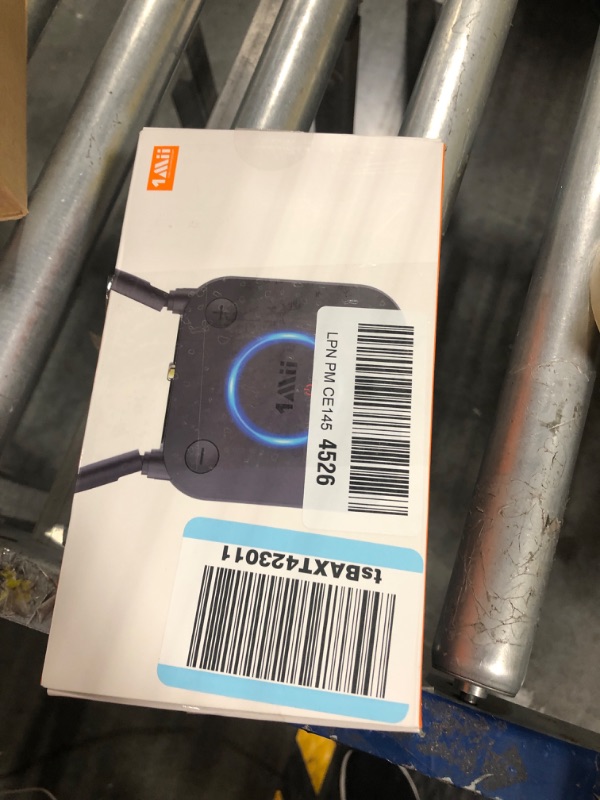 1Mii
1Mii
+
−
LPN PM CE145 4526
tsBAXT423011